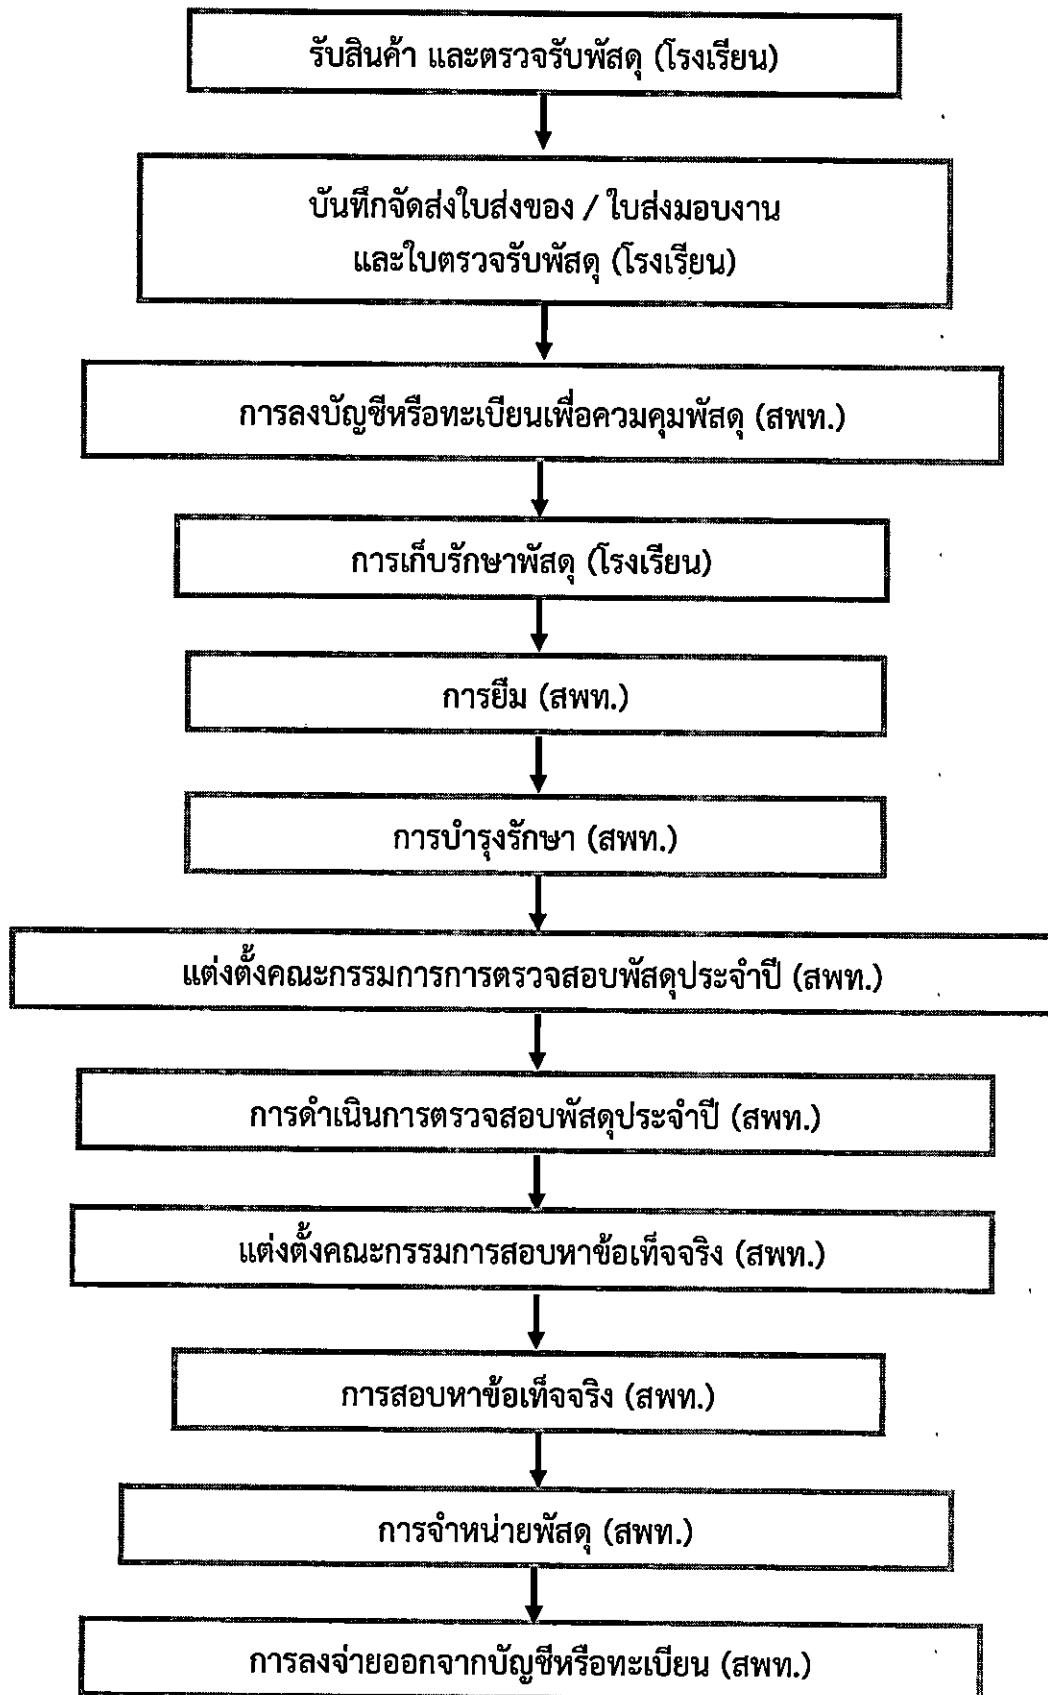 รับสินค้า และตรวจรับพัสดุ (โรงเรียน)
บันทึกจัดส่งใบส่งของ / ใบส่งมอบงาน
และใบตรวจรับพัสดุ (โรงเรียน)
การลงบัญชีหรือทะเบียนเพื่อควมคุมพัสดุ (สพท.)
การเก็บรักษาพัสดุ (โรงเรียน)
การยืม (สพท.)
การบำรุงรักษา (สพท.)
แต่งตั้งคณะกรรมการการตรวจสอบพัสดุประจำปี (สพท.)
การดำเนินการตรวจสอบพัสดุประจำปี (สพท.)
แต่งตั้งคณะกรรมการสอบหาข้อเท็จจริง (สพท.)
การสอบหาข้อเท็จจริง (สพท.)
การจำหน่ายพัสดุ (สพท.)
การลงจ่ายออกจากบัญชีหรือทะเบียน (สพท.)